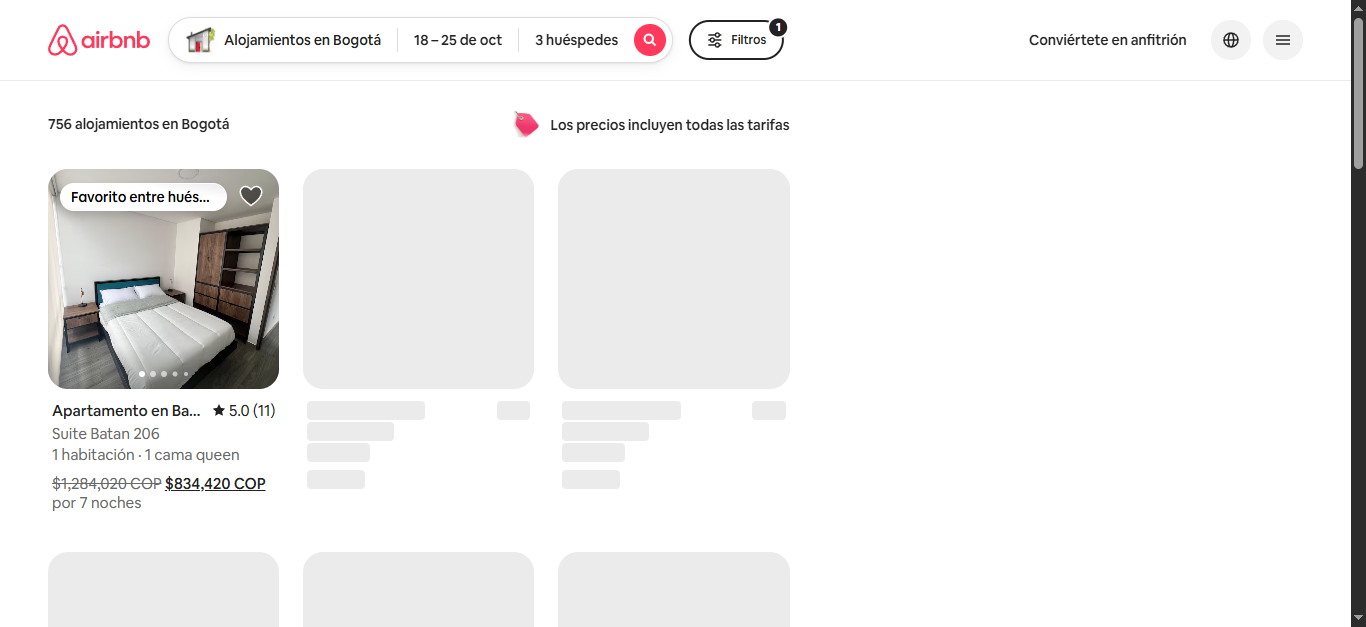 airbnb
Alojamientos en Bogotá
18 – 25 de oct
3 huéspedes
Filtros
1
Conviértete en anfitrión
756 alojamientos en Bogotá
Los precios incluyen todas las tarifas
Favorito entre hués...
Apartamento en Ba... 5.0 (11)
Suite Batan 206
1 habitación · 1 cama queen
$1,284,020 COP $834,420 COP
por 7 noches